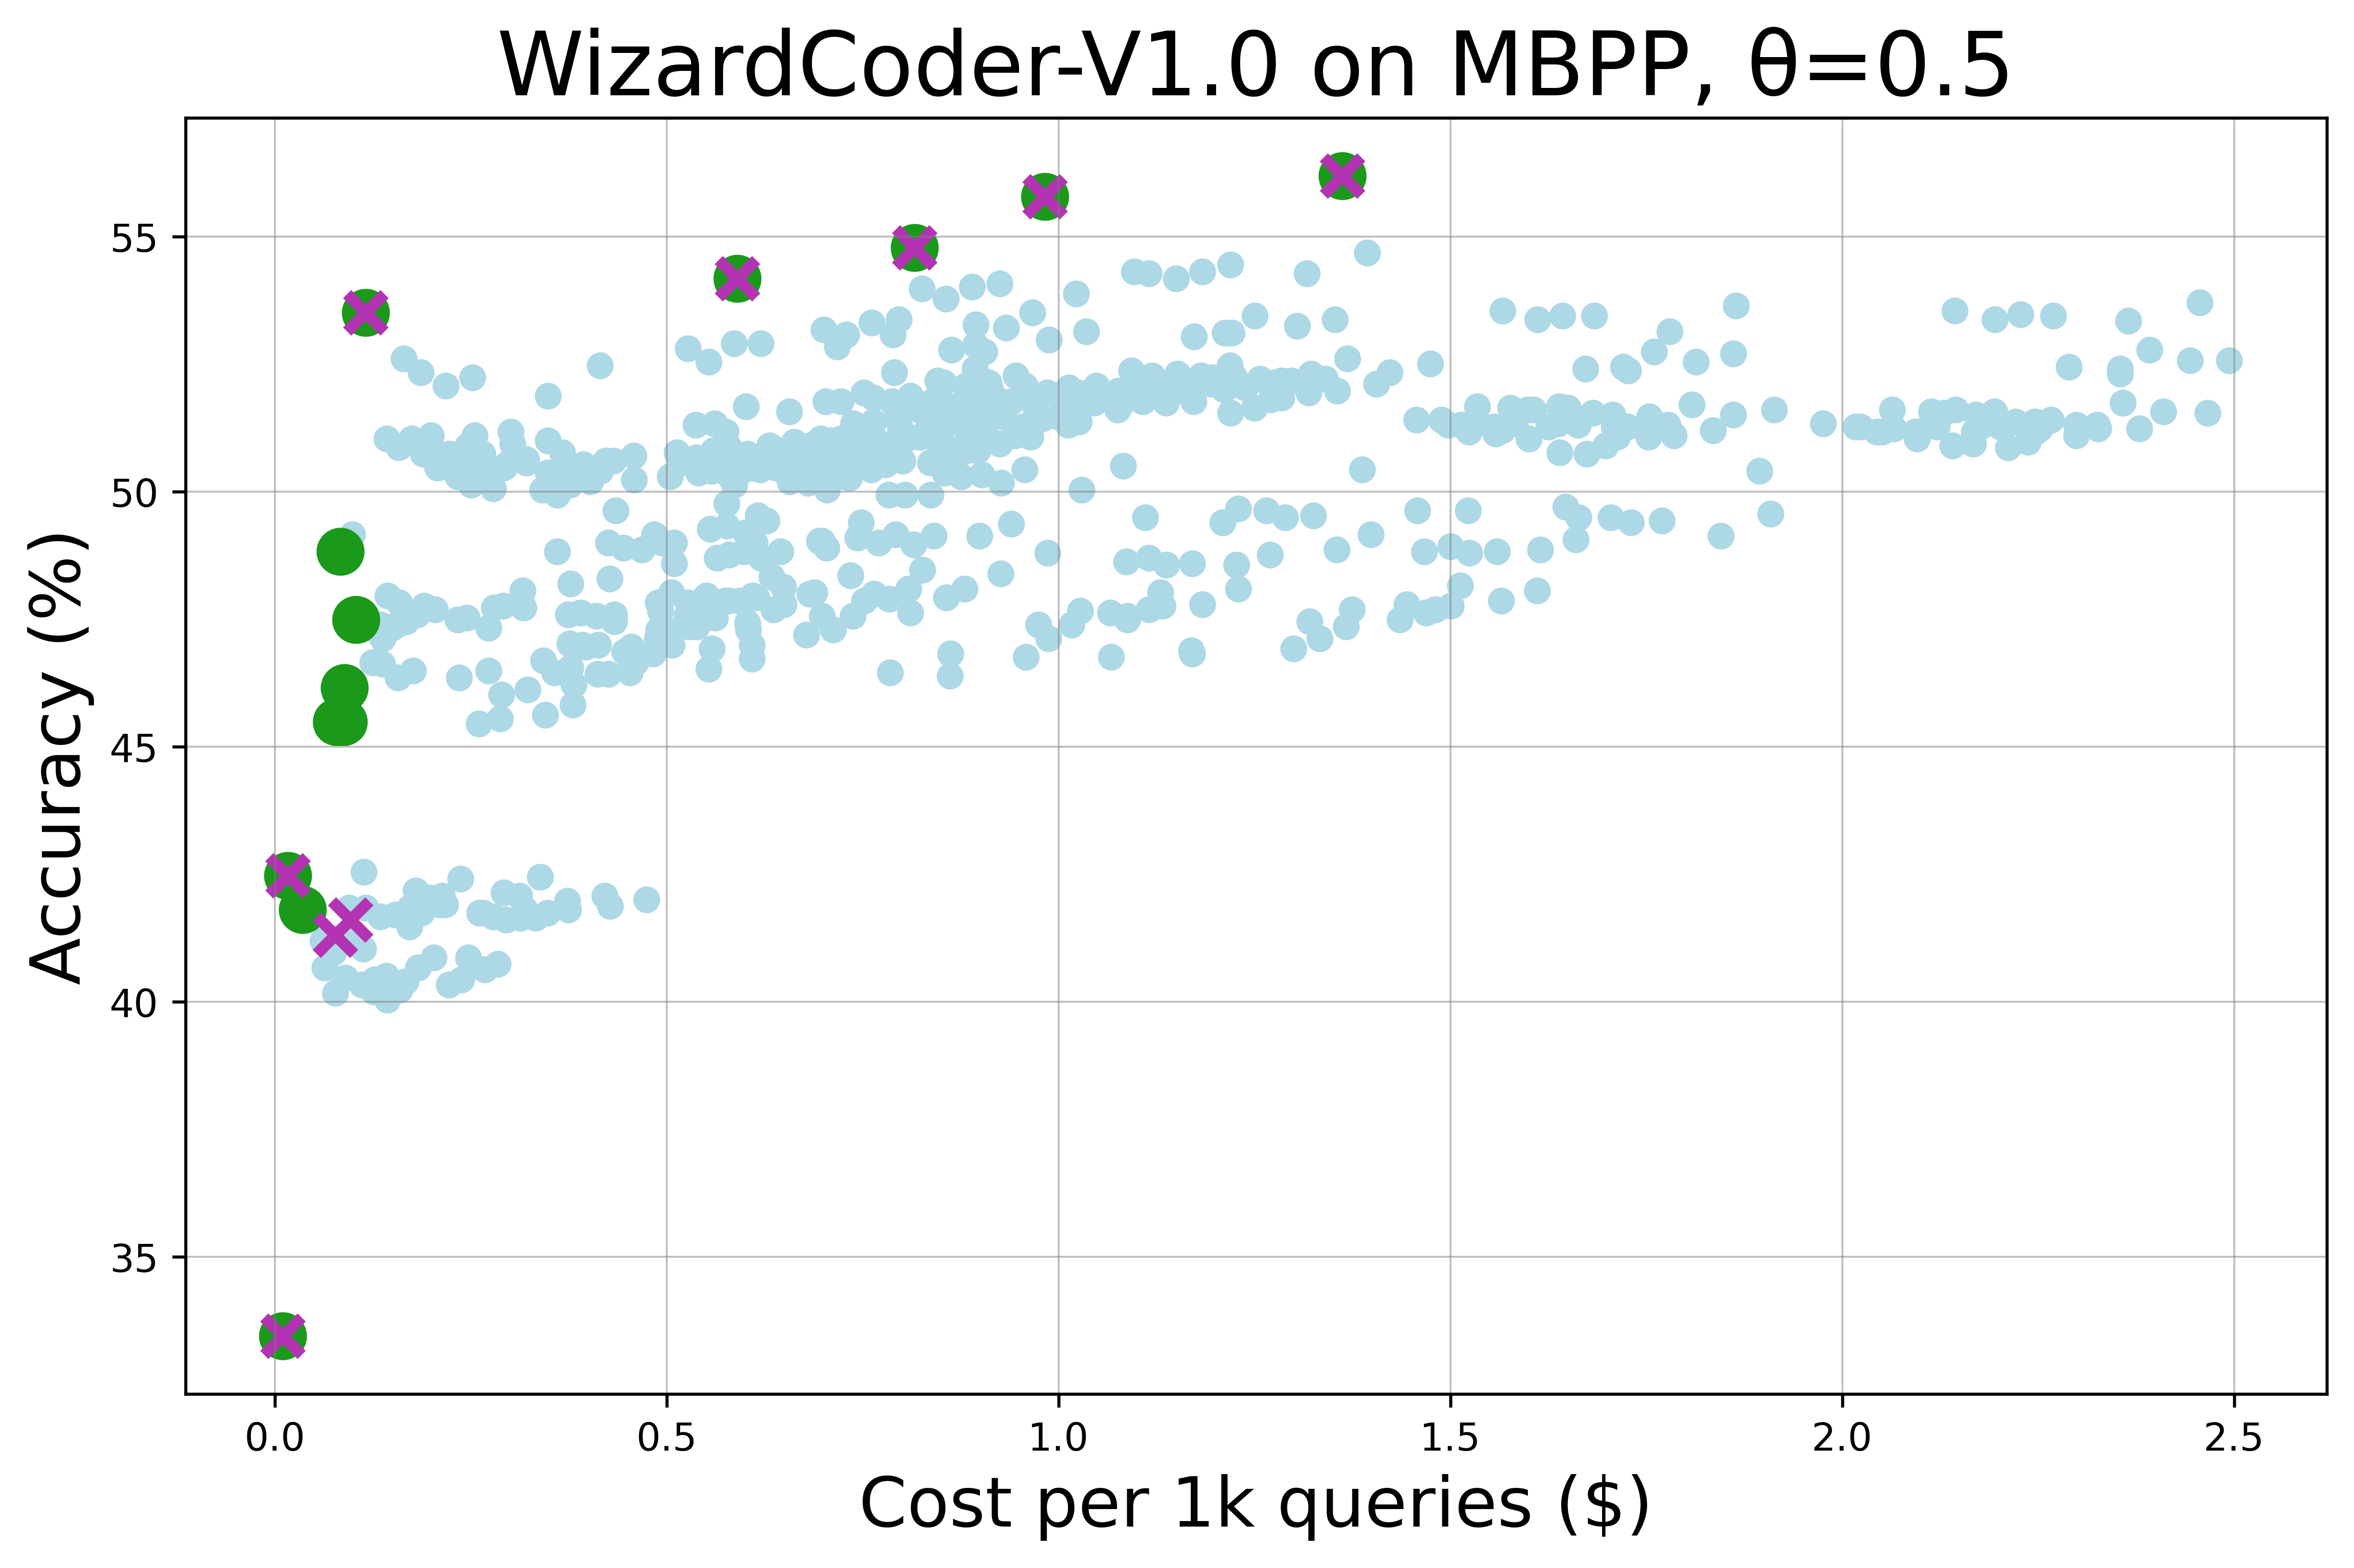 WizardCoder-V1.0 on MBPP, θ=0.5
Accuracy (%)
55
50
45
40
35
0.0 0.5 1.0 1.5 2.0 2.5
Cost per 1k queries ($)